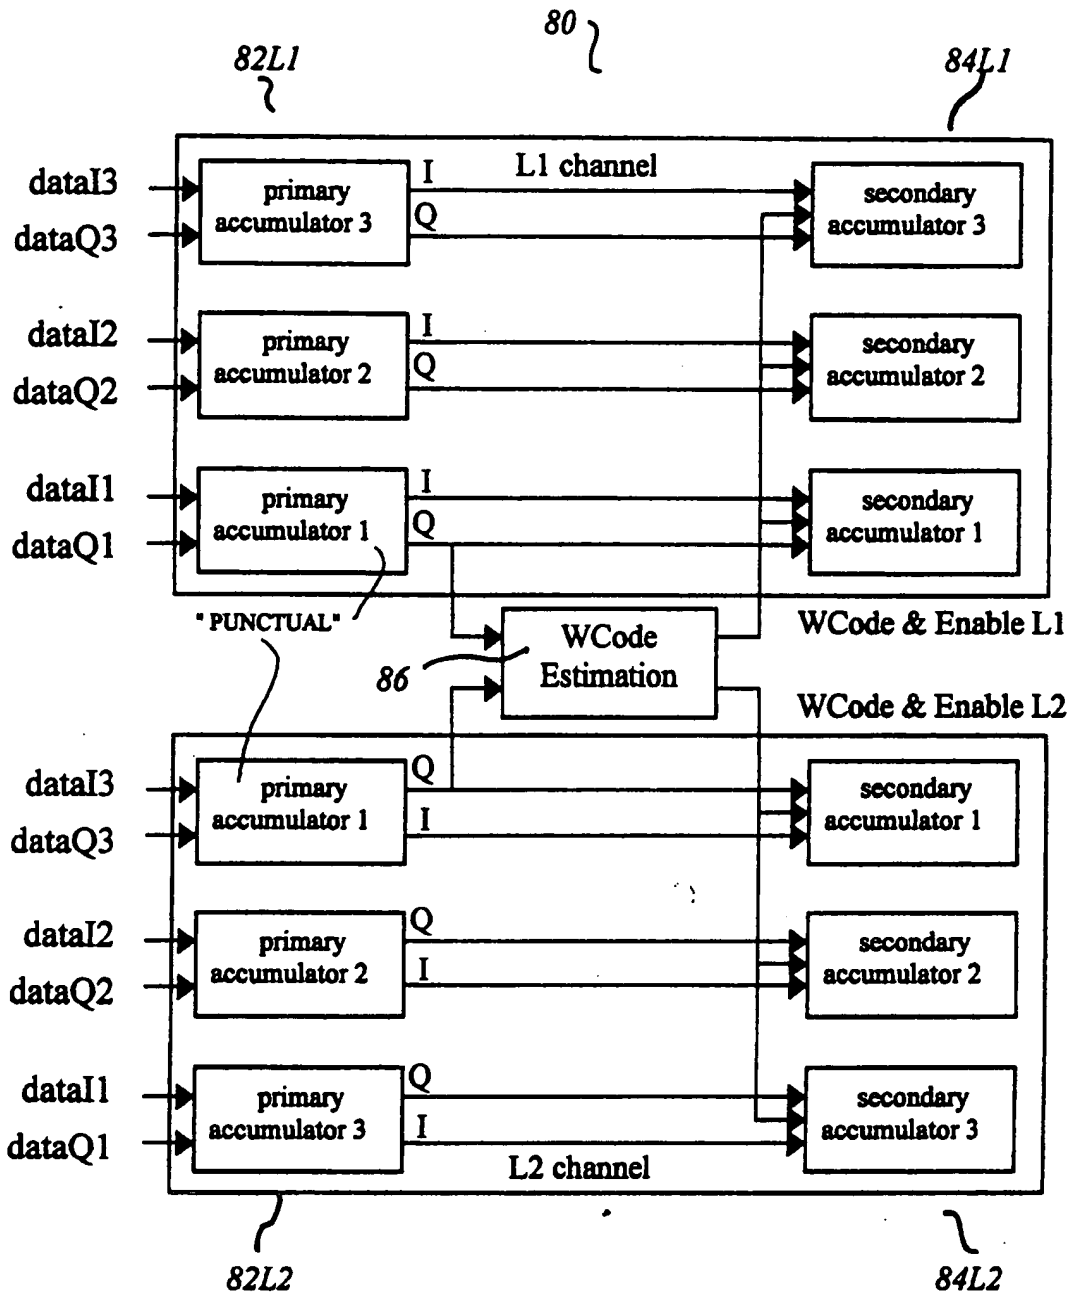 80
82L1
84L1
L1 channel
dataI3
dataQ3
primary
accumulator 3
I
Q
secondary
accumulator 3
dataI2
dataQ2
primary
accumulator 2
I
Q
secondary
accumulator 2
dataI1
dataQ1
primary
accumulator 1
I
Q
secondary
accumulator 1
"PUNCTUAL"
86
WCode
Estimation
WCode & Enable L1
WCode & Enable L2
dataI3
dataQ3
primary
accumulator 1
Q
I
secondary
accumulator 1
dataI2
dataQ2
primary
accumulator 2
Q
I
secondary
accumulator 2
dataI1
dataQ1
primary
accumulator 3
Q
I
secondary
accumulator 3
L2 channel
82L2
84L2